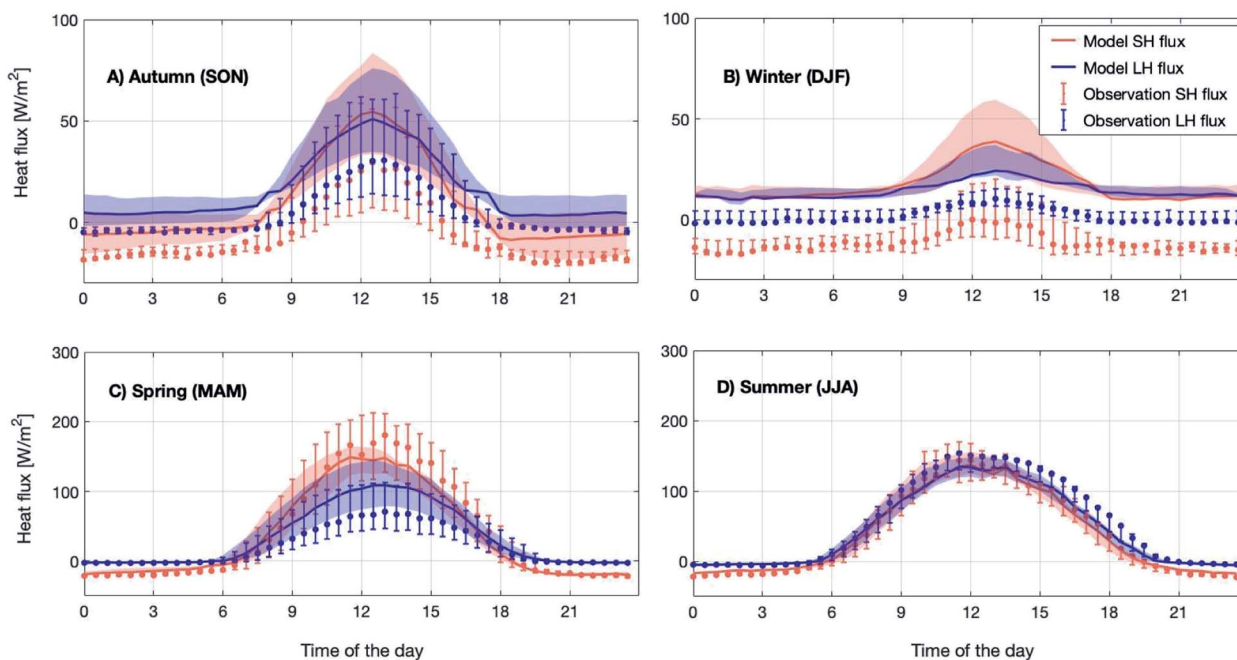 A) Autumn (SON)
Heat flux [W/m²]
100
50
0
0 3 6 9 12 15 18 21
B) Winter (DJF)
100
50
0
0 3 6 9 12 15 18 21
Model SH flux
Model LH flux
Observation SH flux
Observation LH flux
C) Spring (MAM)
Heat flux [W/m²]
300
200
100
0
0 3 6 9 12 15 18 21
Time of the day
D) Summer (JJA)
300
200
100
0
0 3 6 9 12 15 18 21
Time of the day